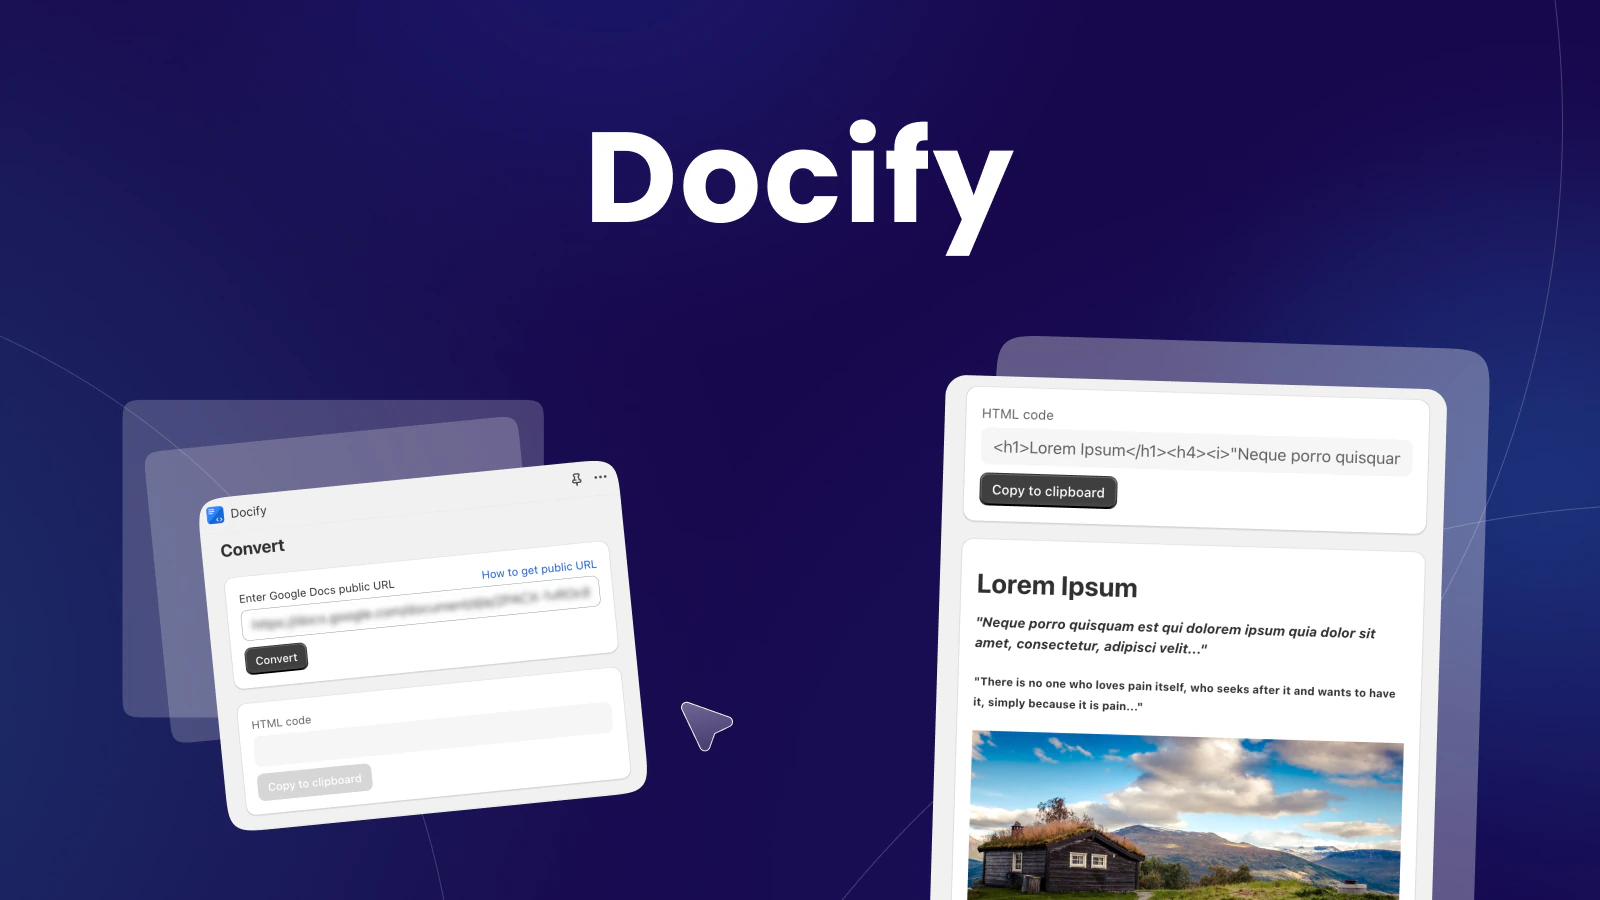 Docify
Docify
Convert
Enter Google Docs public URL
How to get public URL
Convert
HTML code
Copy to clipboard
HTML code
<h1>Lorem Ipsum</h1><h4><i>"Neque porro quisquar
Copy to clipboard
Lorem Ipsum
"Neque porro quisquam est qui dolorem ipsum quia dolor sit
amet, consectetur, adipisci velit..."
"There is no one who loves pain itself, who seeks after it and wants to have
it, simply because it is pain..."